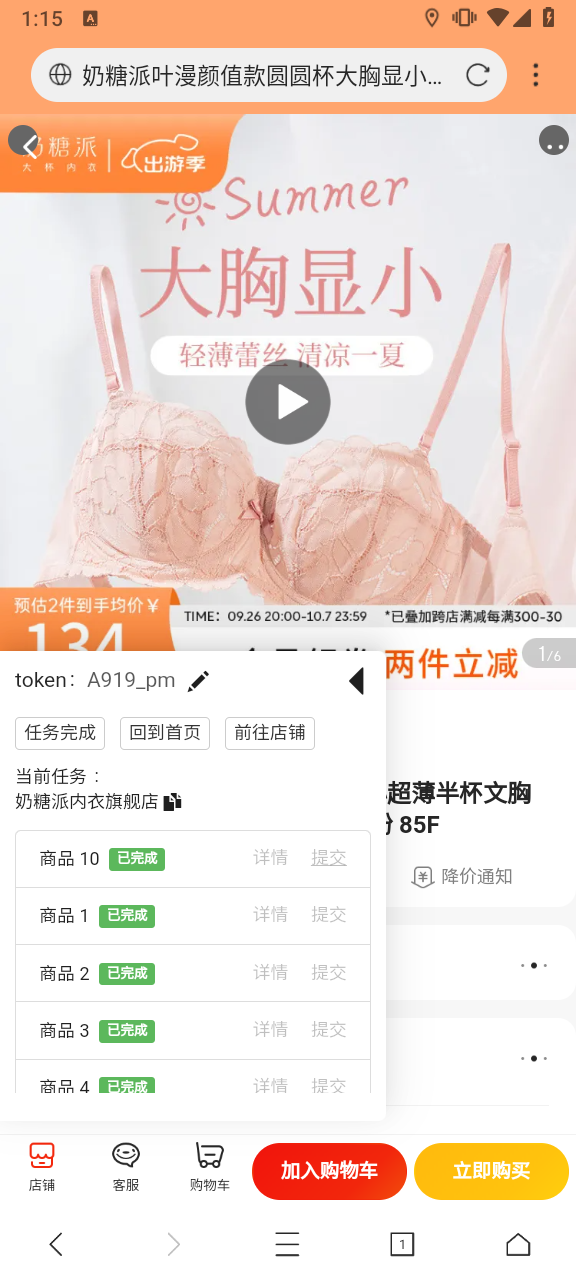 1:15
A
奶糖派叶漫颜值款圆圆杯大胸显小...
奶糖派
大杯内衣
出游季
Summer
大胸显小
轻薄蕾丝 清凉一夏
预估2件到手均价￥
134
TIME: 09.26 20:00-10.7 23:59 *已叠加跨店满减每满300-30
两件立减
1/6
token: A919_pm
任务完成 回到首页 前往店铺
当前任务：
奶糖派内衣旗舰店
超薄半杯文胸
85F
降价通知
商品 10 已完成 详情 提交
商品 1 已完成 详情 提交
商品 2 已完成 详情 提交
商品 3 已完成 详情 提交
商品 4 已完成 详情 提交
店铺 客服 购物车 加入购物车 立即购买
1